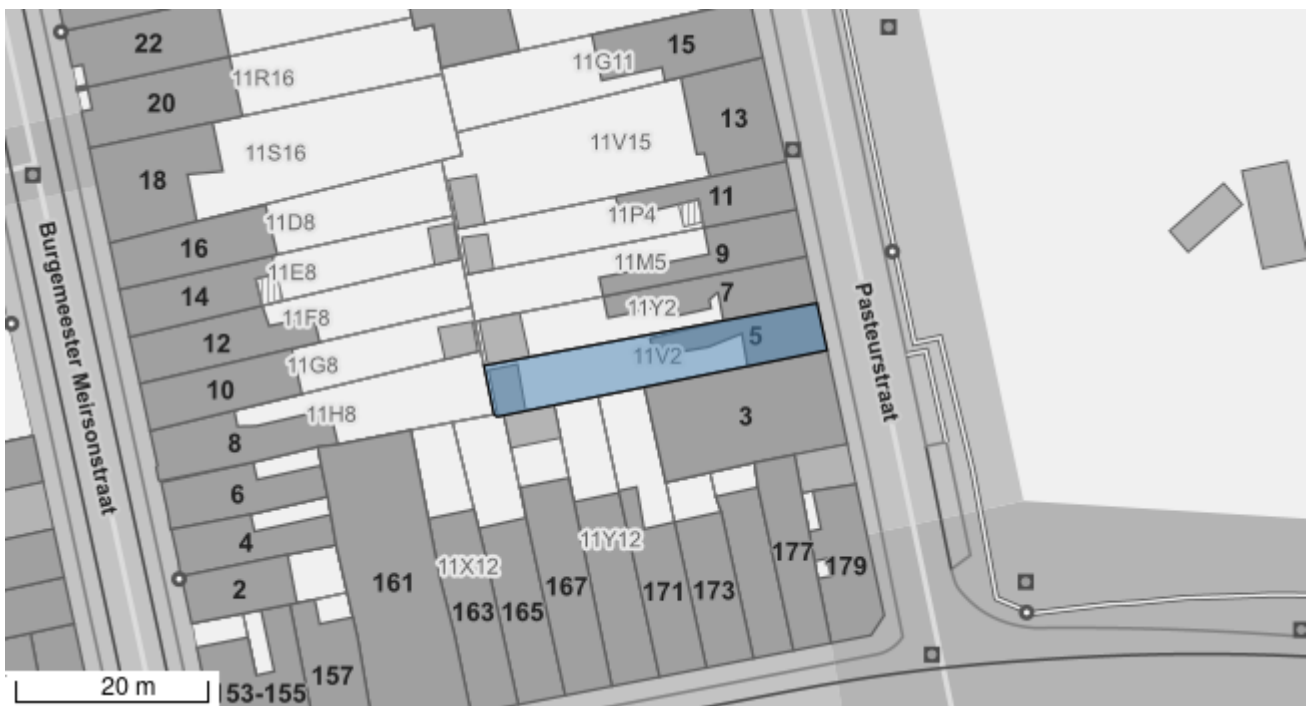 22
15
11G11
11R16
20
13
11V15
11S16
18
11
11P4
11D8
16
9
11M5
11E8
14
7
11Y2
11F8
5
12
11V2
11G8
10
11H8
3
8
6
4
11Y12
177
11X12
179
161
167
2
171
173
163
165
157
153-155
Burgemeester Meirsonstraat
Pasteurstraat
20 m